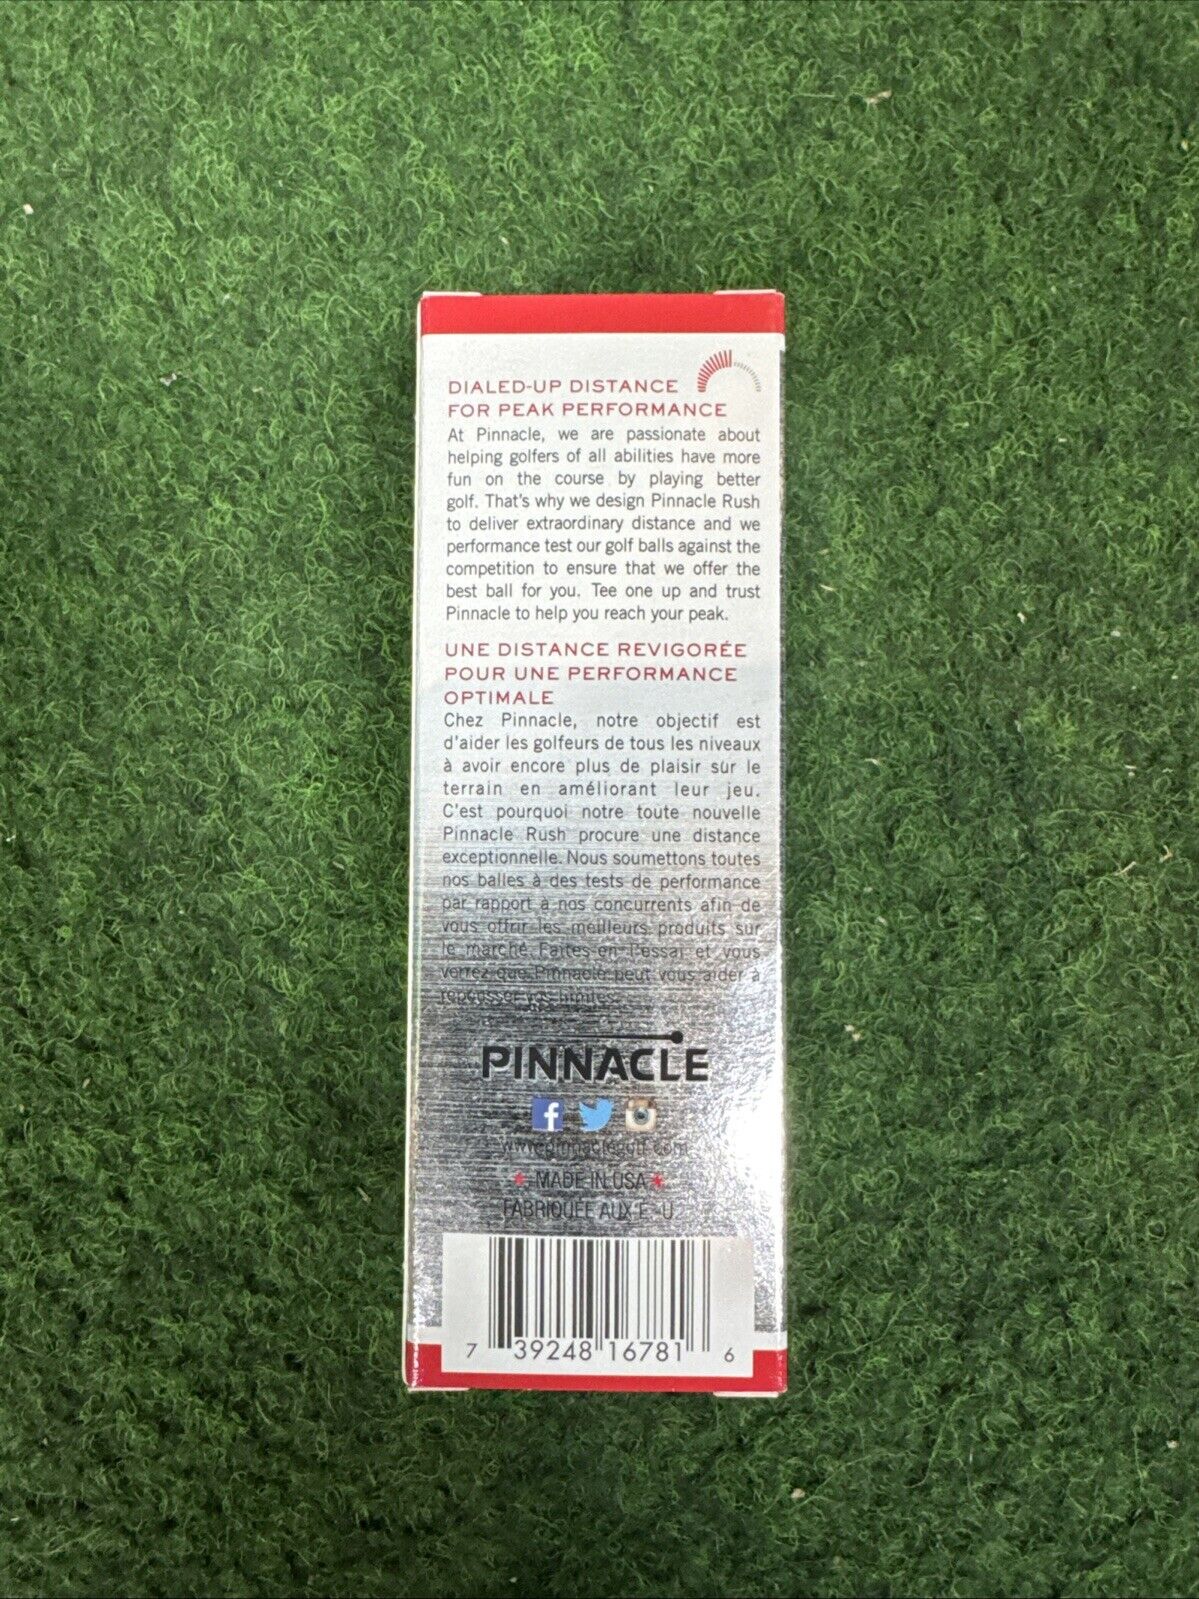 DIALED-UP DISTANCE
FOR PEAK PERFORMANCE
At Pinnacle, we are passionate about
helping golfers of all abilities have more
fun on the course by playing better
golf. That's why we design Pinnacle Rush
to deliver extraordinary distance and we
performance test our golf balls against the
competition to ensure that we offer the
best ball for you. Tee one up and trust
Pinnacle to help you reach your peak.
UNE DISTANCE REVIGORÉE
POUR UNE PERFORMANCE
OPTIMALE
Chez Pinnacle, notre objectif est
d'aider les golfeurs de tous les niveaux
à avoir encore plus de plaisir sur le
terrain en améliorant leur jeu.
C'est pourquoi notre toute nouvelle
Pinnacle Rush procure une distance
exceptionnelle. Nous soumettons toutes
nos balles à des tests de performance
par rapport à nos concurrents afin de
vous offrir les meilleurs produits sur
le marché. Faites-en l'essai et vous
verrez que Pinnacle peut vous aider à
repousser vos limites.
PINNACLE
www.pinnaclegolf.com
MADE IN USA
FABRIQUÉE AUX É.-U.
7 39248 16781 6